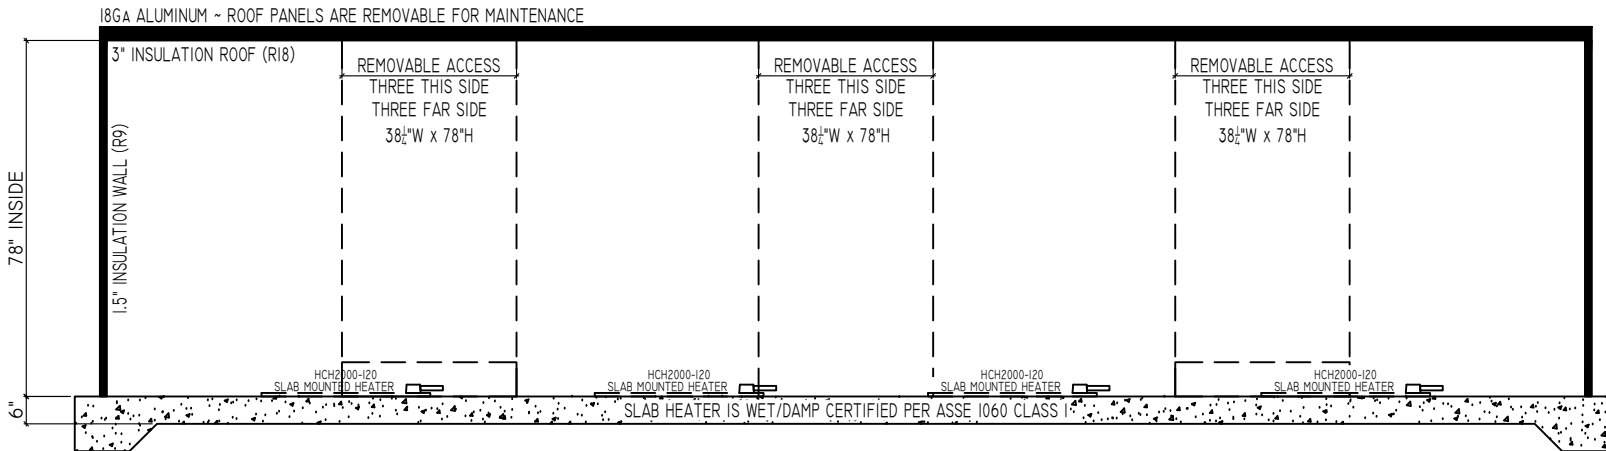 18GA ALUMINUM ~ ROOF PANELS ARE REMOVABLE FOR MAINTENANCE
3" INSULATION ROOF (R18)
REMOVABLE ACCESS
THREE THIS SIDE
THREE FAR SIDE
38¼"W X 78"H
REMOVABLE ACCESS
THREE THIS SIDE
THREE FAR SIDE
38¼"W X 78"H
REMOVABLE ACCESS
THREE THIS SIDE
THREE FAR SIDE
38¼"W X 78"H
78" INSIDE
1.5" INSULATION WALL (R9)
HCH2000-120
SLAB MOUNTED HEATER
HCH2000-120
SLAB MOUNTED HEATER
HCH2000-120
SLAB MOUNTED HEATER
HCH2000-120
SLAB MOUNTED HEATER
6"
SLAB HEATER IS WET/DAMP CERTIFIED PER ASSE 1060 CLASS 1